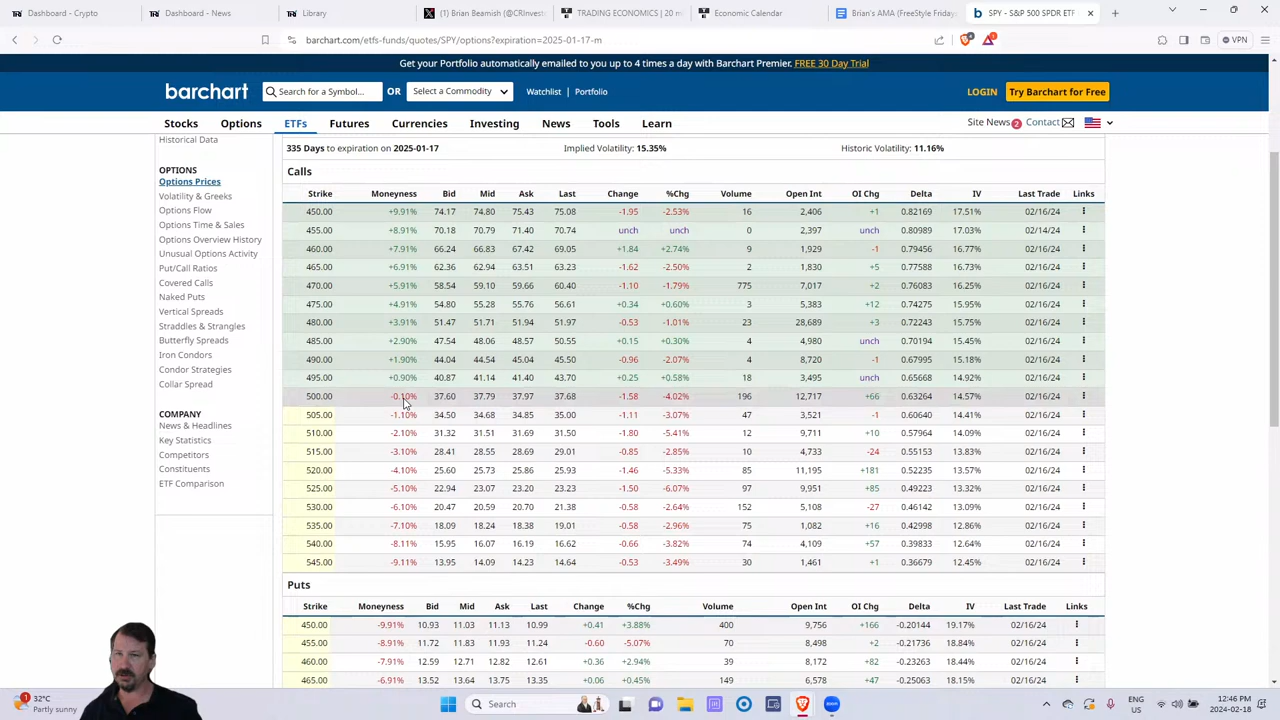 Dashboard - Crypto
Dashboard - News
Library
Brian Beamish (@CRInvest
TRADING ECONOMICS | 20 m
Economic Calendar
Brian's AMA (FreeStyle Fridays
SPY - S&P 500 SPDR ETF
barchart.com/etfs-funds/quotes/SPY/options?expiration=2025-01-17-m
VPN
Get your Portfolio automatically emailed to you up to 4 times a day with Barchart Premier. FREE 30 Day Trial
barchart Search for a Symbol... OR Select a Commodity Watchlist Portfolio LOGIN Try Barchart for Free
Stocks Options ETFs Futures Currencies Investing News Tools Learn Site News 2 Contact
Historical Data
OPTIONS
Options Prices
Volatility & Greeks
Options Flow
Options Time & Sales
Options Overview History
Unusual Options Activity
Put/Call Ratios
Covered Calls
Naked Puts
Vertical Spreads
Straddles & Strangles
Butterfly Spreads
Iron Condors
Condor Strategies
Collar Spread
COMPANY
News & Headlines
Key Statistics
Competitors
Constituents
ETF Comparison
335 Days to expiration on 2025-01-17 Implied Volatility: 15.35% Historic Volatility: 11.16%
Calls
Strike Moneyness Bid Mid Ask Last Change %Chg Volume Open Int OI Chg Delta IV Last Trade Links
450.00 +9.91% 74.17 74.80 75.43 75.08 -1.95 -2.53% 16 2,406 +1 0.82169 17.51% 02/16/24
455.00 +8.91% 70.18 70.79 71.40 70.74 unch unch 0 2,397 unch 0.80989 17.03% 02/14/24
460.00 +7.91% 66.24 66.83 67.42 69.05 +1.84 +2.74% 9 1,929 -1 0.79456 16.77% 02/16/24
465.00 +6.91% 62.36 62.94 63.51 63.23 -1.62 -2.50% 2 1,830 +5 0.77588 16.73% 02/16/24
470.00 +5.91% 58.54 59.10 59.66 60.40 -1.10 -1.79% 775 7,017 +2 0.76083 16.25% 02/16/24
475.00 +4.91% 54.80 55.28 55.76 56.61 +0.34 +0.60% 3 5,383 +12 0.74275 15.95% 02/16/24
480.00 +3.91% 51.47 51.71 51.94 51.97 -0.53 -1.01% 23 28,689 +3 0.72243 15.75% 02/16/24
485.00 +2.90% 47.54 48.06 48.57 50.55 +0.15 +0.30% 4 4,980 unch 0.70194 15.45% 02/16/24
490.00 +1.90% 44.04 44.54 45.04 45.50 -0.96 -2.07% 4 8,720 -1 0.67995 15.18% 02/16/24
495.00 +0.90% 40.87 41.14 41.40 43.70 +0.25 +0.58% 18 3,495 unch 0.65668 14.92% 02/16/24
500.00 -0.10% 37.60 37.79 37.97 37.68 -1.58 -4.02% 196 12,717 +66 0.63264 14.57% 02/16/24
505.00 -1.10% 34.50 34.68 34.85 35.00 -1.11 -3.07% 47 3,521 -1 0.60640 14.41% 02/16/24
510.00 -2.10% 31.32 31.51 31.69 31.50 -1.80 -5.41% 12 9,711 +10 0.57964 14.09% 02/16/24
515.00 -3.10% 28.41 28.55 28.69 29.01 -0.85 -2.85% 10 4,733 -24 0.55153 13.83% 02/16/24
520.00 -4.10% 25.60 25.73 25.86 25.93 -1.46 -5.33% 85 11,195 +181 0.52235 13.57% 02/16/24
525.00 -5.10% 22.94 23.07 23.20 23.23 -1.50 -6.07% 97 9,951 +85 0.49223 13.32% 02/16/24
530.00 -6.10% 20.47 20.59 20.70 21.38 -0.58 -2.64% 152 5,108 -27 0.46142 13.09% 02/16/24
535.00 -7.10% 18.09 18.24 18.38 19.01 -0.58 -2.96% 75 1,082 +16 0.42998 12.86% 02/16/24
540.00 -8.11% 15.95 16.07 16.19 16.62 -0.66 -3.82% 74 4,109 +57 0.39833 12.64% 02/16/24
545.00 -9.11% 13.95 14.09 14.23 14.64 -0.53 -3.49% 30 1,461 +1 0.36679 12.45% 02/16/24
Puts
Strike Moneyness Bid Mid Ask Last Change %Chg Volume Open Int OI Chg Delta IV Last Trade Links
450.00 -9.91% 10.93 11.03 11.13 10.99 +0.41 +3.88% 400 9,756 +166 -0.20144 19.17% 02/16/24
455.00 -8.91% 11.72 11.83 11.93 11.24 -0.60 -5.07% 70 8,498 +2 -0.21736 18.84% 02/16/24
460.00 -7.91% 12.59 12.71 12.82 12.61 +0.36 +2.94% 39 8,172 +82 -0.23263 18.44% 02/16/24
465.00 -6.91% 13.52 13.64 13.75 13.35 +0.06 +0.45% 149 6,578 +47 -0.25063 18.15% 02/16/24
1 32°C
Partly sunny
Search
ENG
US
12:46 PM
2024-02-18